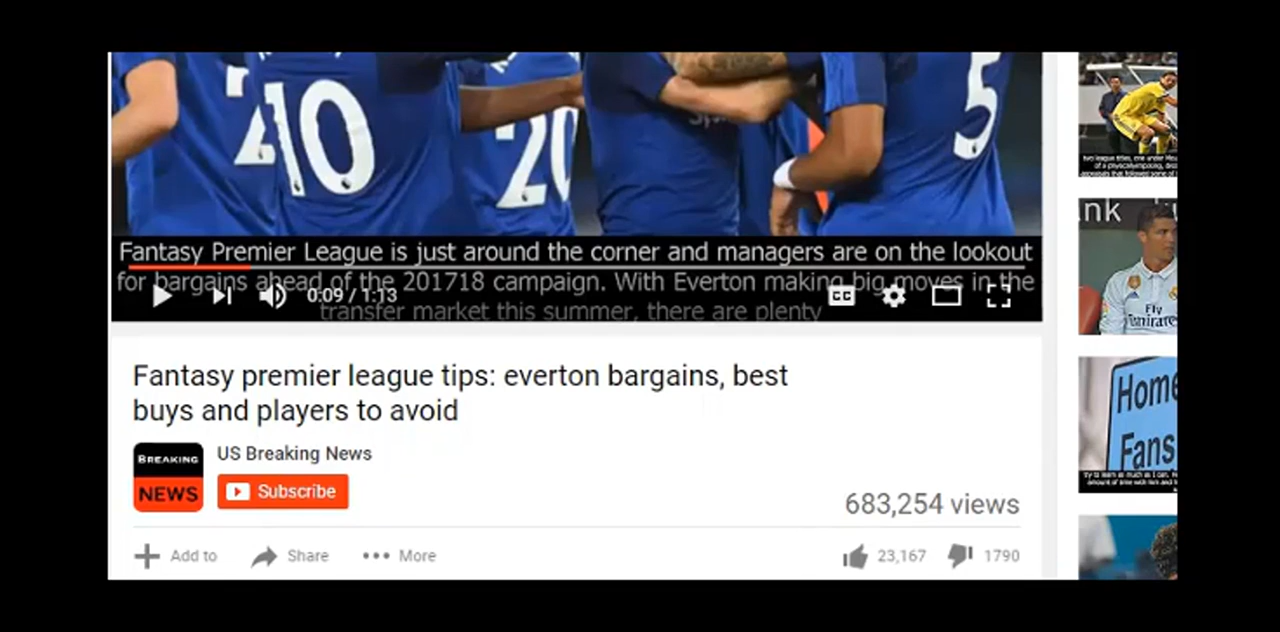 2
10
20
5
Fantasy Premier League is just around the corner and managers are on the lookout
for bargains ahead of the 201718 campaign. With Everton making big moves in the
transfer market this summer, there are plenty
0:09 / 1:13
CC
Fantasy premier league tips: everton bargains, best
buys and players to avoid
BREAKING
NEWS
US Breaking News
Subscribe
683,254 views
Add to
Share
More
23,167
1790
nk
Fly
Emirates
Home
Fans